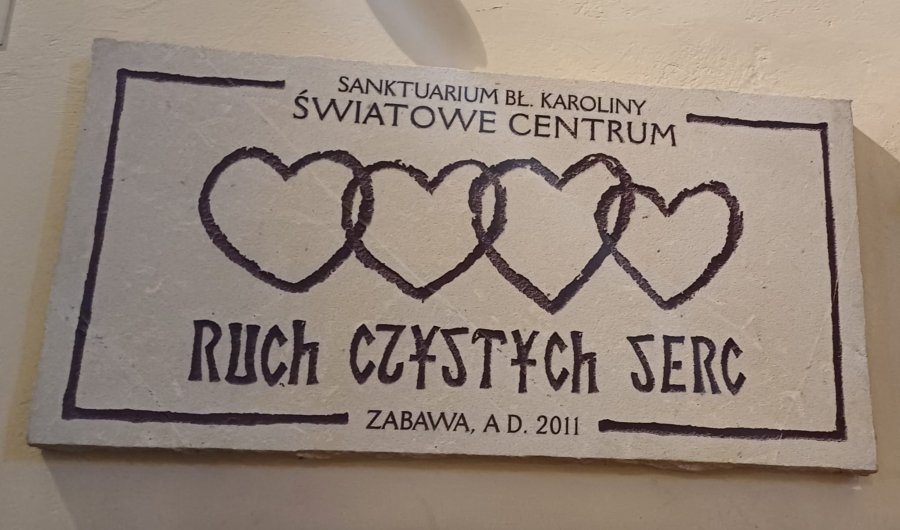 SANKTUARIUM BŁ. KAROLINY
ŚWIATOWE CENTRUM
RUCH CZYSTYCH SERC
ZABAWA, A D. 2011